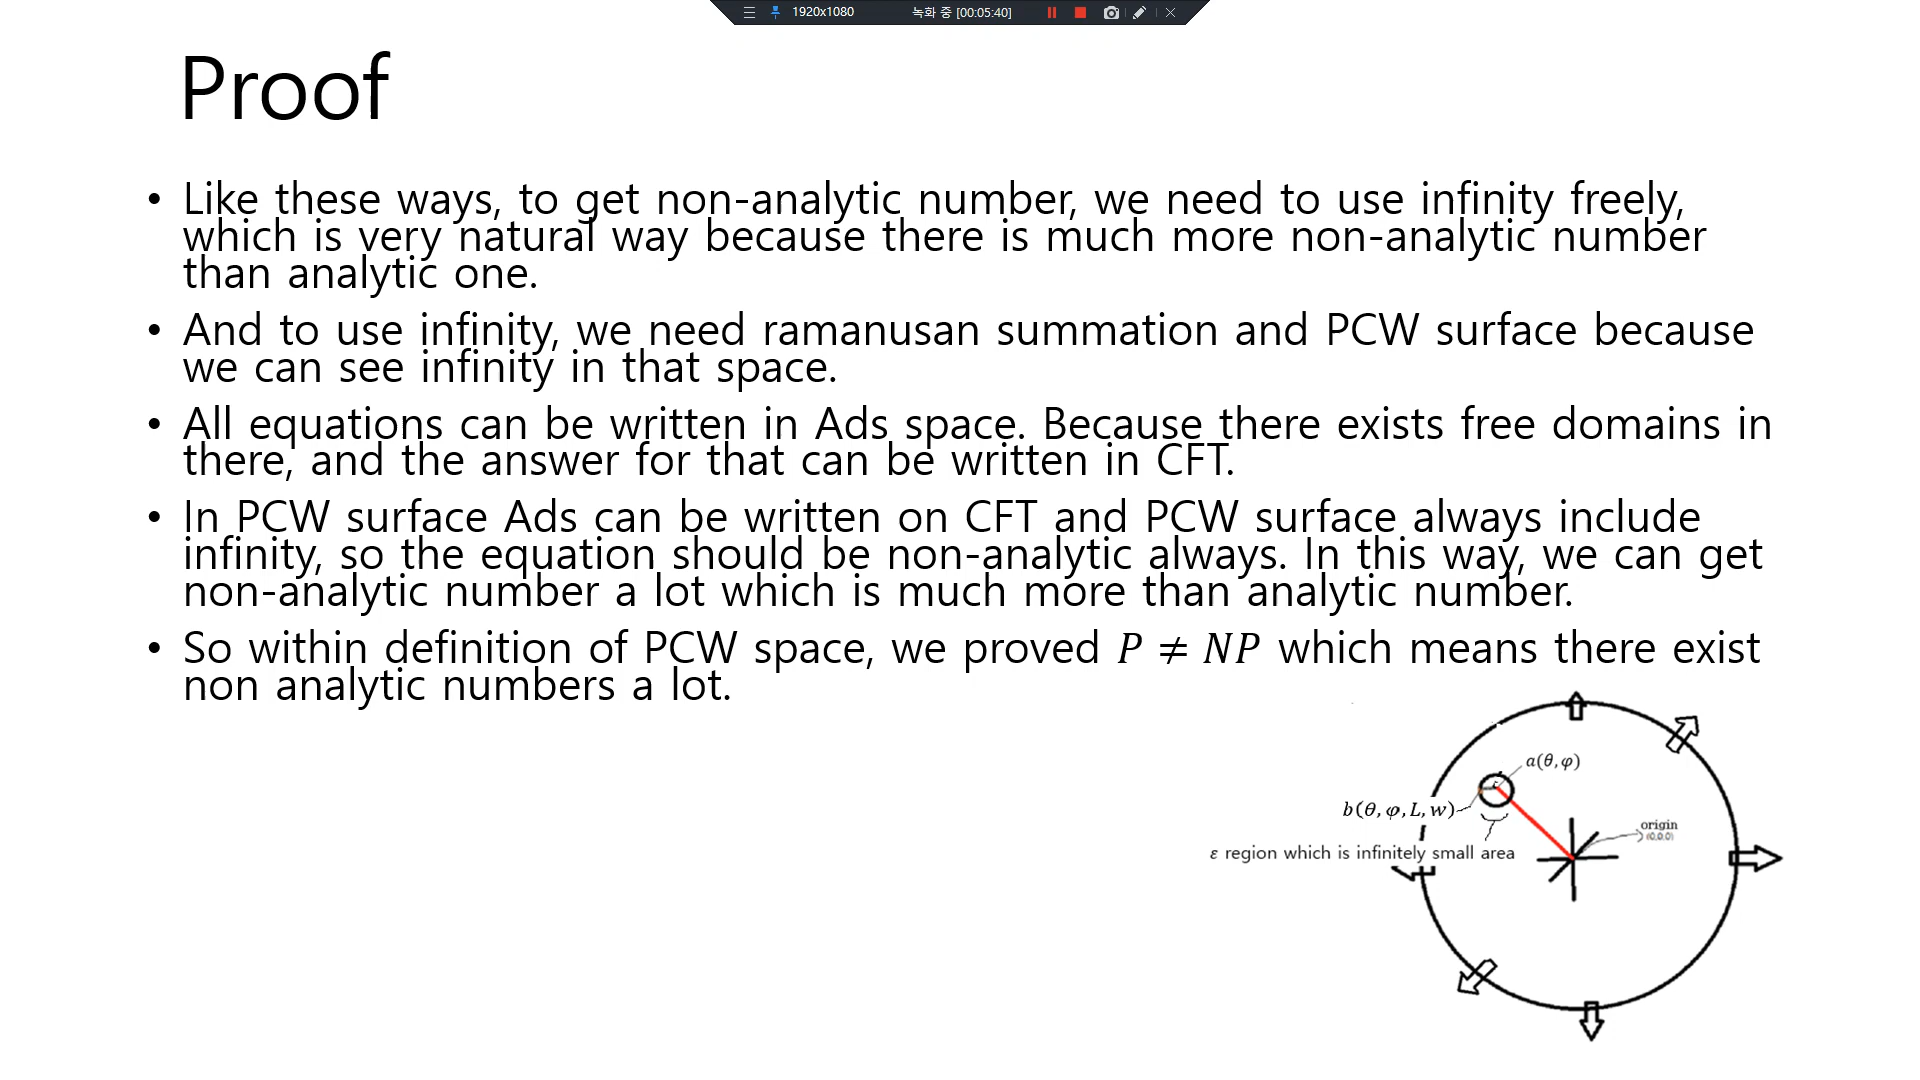 1920x1080 녹화 중 [00:05:40]
Proof
• Like these ways, to get non-analytic number, we need to use infinity freely,
which is very natural way because there is much more non-analytic number
than analytic one.
• And to use infinity, we need ramanusan summation and PCW surface because
we can see infinity in that space.
• All equations can be written in Ads space. Because there exists free domains in
there, and the answer for that can be written in CFT.
• In PCW surface Ads can be written on CFT and PCW surface always include
infinity, so the equation should be non-analytic always. In this way, we can get
non-analytic number a lot which is much more than analytic number.
• So within definition of PCW space, we proved P ≠ NP which means there exist
non analytic numbers a lot.
a(θ,φ)
b(θ,φ,L,w)
origin
(0,0,0)
ε region which is infinitely small area